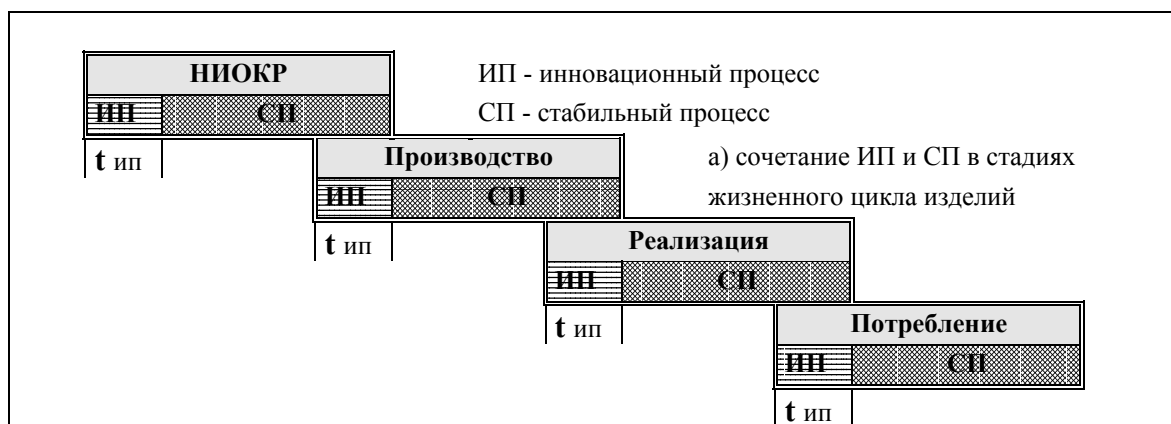 НИОКР
ИП - инновационный процесс
ИП СП
СП - стабильный процесс
t ип
Производство
а) сочетание ИП и СП в стадиях
ИП СП
жизненного цикла изделий
t ип
Реализация
ИП СП
t ип
Потребление
ИП СП
t ип